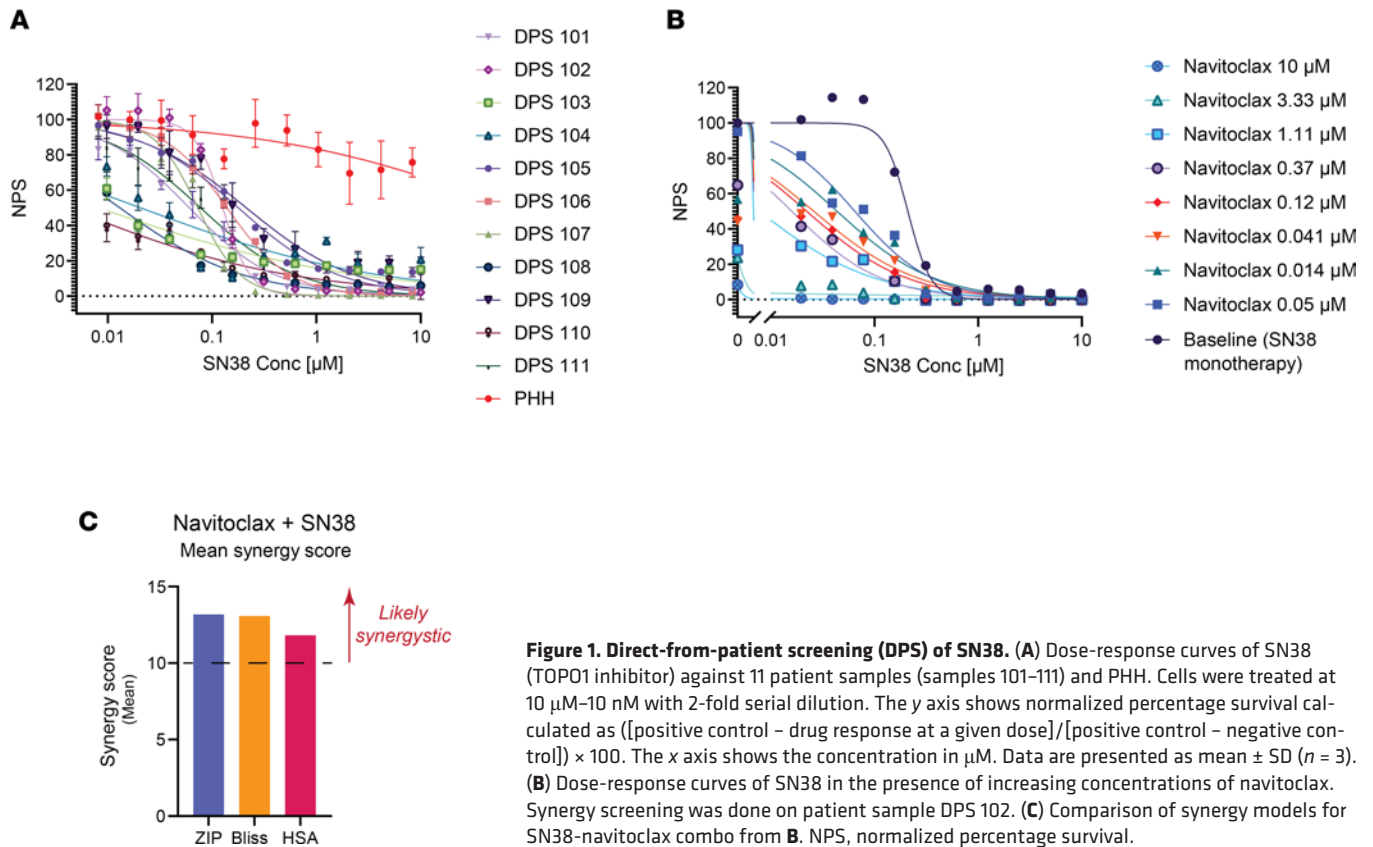 A
120
100
80
60
40
20
0
NPS
0.01
0.1
1
10
SN38 Conc [µM]
DPS 101
DPS 102
DPS 103
DPS 104
DPS 105
DPS 106
DPS 107
DPS 108
DPS 109
DPS 110
DPS 111
PHH
B
120
100
80
60
40
20
0
NPS
0
0.01
0.1
1
10
SN38 Conc [µM]
Navitoclax 10 µM
Navitoclax 3.33 µM
Navitoclax 1.11 µM
Navitoclax 0.37 µM
Navitoclax 0.12 µM
Navitoclax 0.041 µM
Navitoclax 0.014 µM
Navitoclax 0.05 µM
Baseline (SN38
monotherapy)
C
Navitoclax + SN38
Mean synergy score
15
10
5
0
Synergy score
(Mean)
Likely
synergystic
ZIP Bliss HSA
Figure 1. Direct-from-patient screening (DPS) of SN38. (A) Dose-response curves of SN38
(TOPO1 inhibitor) against 11 patient samples (samples 101–111) and PHH. Cells were treated at
10 µM–10 nM with 2-fold serial dilution. The y axis shows normalized percentage survival cal-
culated as ([positive control – drug response at a given dose]/[positive control – negative con-
trol]) × 100. The x axis shows the concentration in µM. Data are presented as mean ± SD (n = 3).
(B) Dose-response curves of SN38 in the presence of increasing concentrations of navitoclax.
Synergy screening was done on patient sample DPS 102. (C) Comparison of synergy models for
SN38-navitoclax combo from B. NPS, normalized percentage survival.